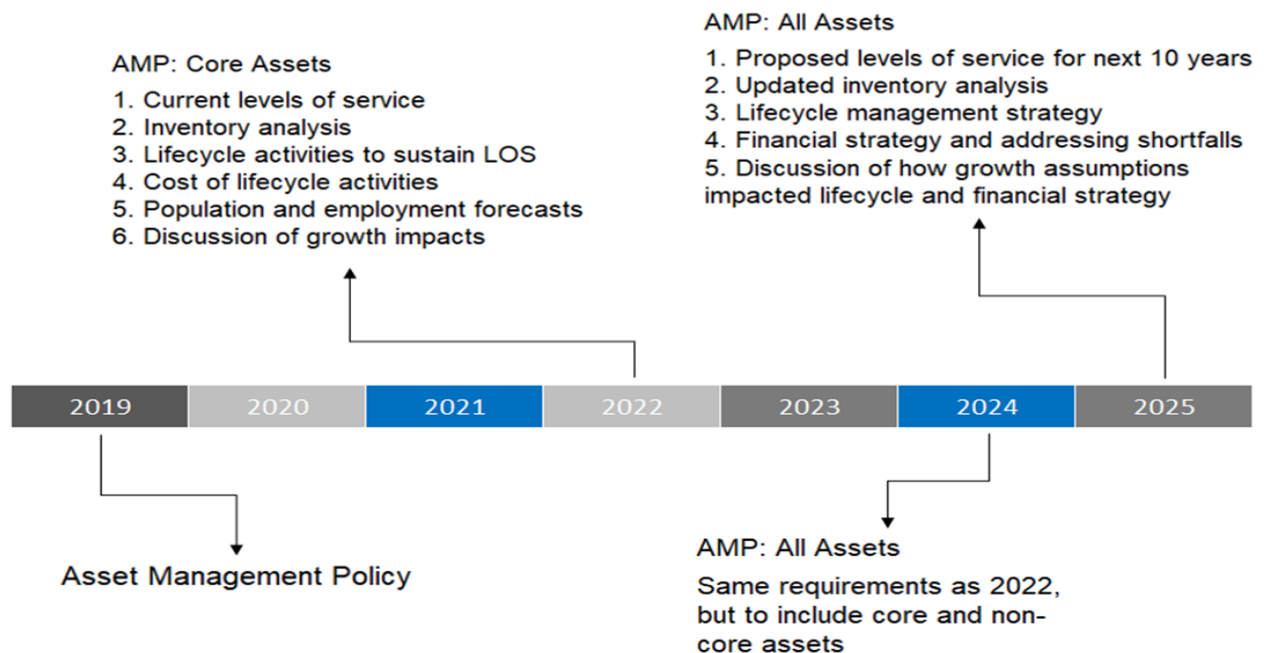 AMP: Core Assets
1. Current levels of service
2. Inventory analysis
3. Lifecycle activities to sustain LOS
4. Cost of lifecycle activities
5. Population and employment forecasts
6. Discussion of growth impacts
AMP: All Assets
1. Proposed levels of service for next 10 years
2. Updated inventory analysis
3. Lifecycle management strategy
4. Financial strategy and addressing shortfalls
5. Discussion of how growth assumptions
impacted lifecycle and financial strategy
2019
2020
2021
2022
2023
2024
2025
Asset Management Policy
AMP: All Assets
Same requirements as 2022,
but to include core and non-
core assets